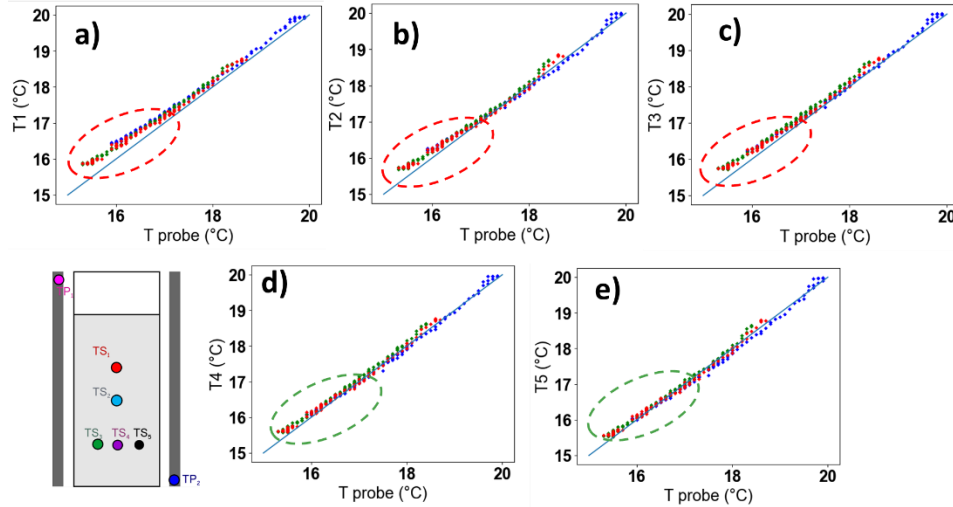 a)
20
19
18
17
16
15
T1 (°C)
16
18
20
T probe (°C)
b)
20
19
18
17
16
15
T2 (°C)
16
18
20
T probe (°C)
c)
20
19
18
17
16
15
T3 (°C)
16
18
20
T probe (°C)
P₁
TS₁
TS₂
TS₃
TS₄
TS₅
TP₂
d)
20
19
18
17
16
15
T4 (°C)
16
18
20
T probe (°C)
e)
20
19
18
17
16
15
T5 (°C)
16
18
20
T probe (°C)